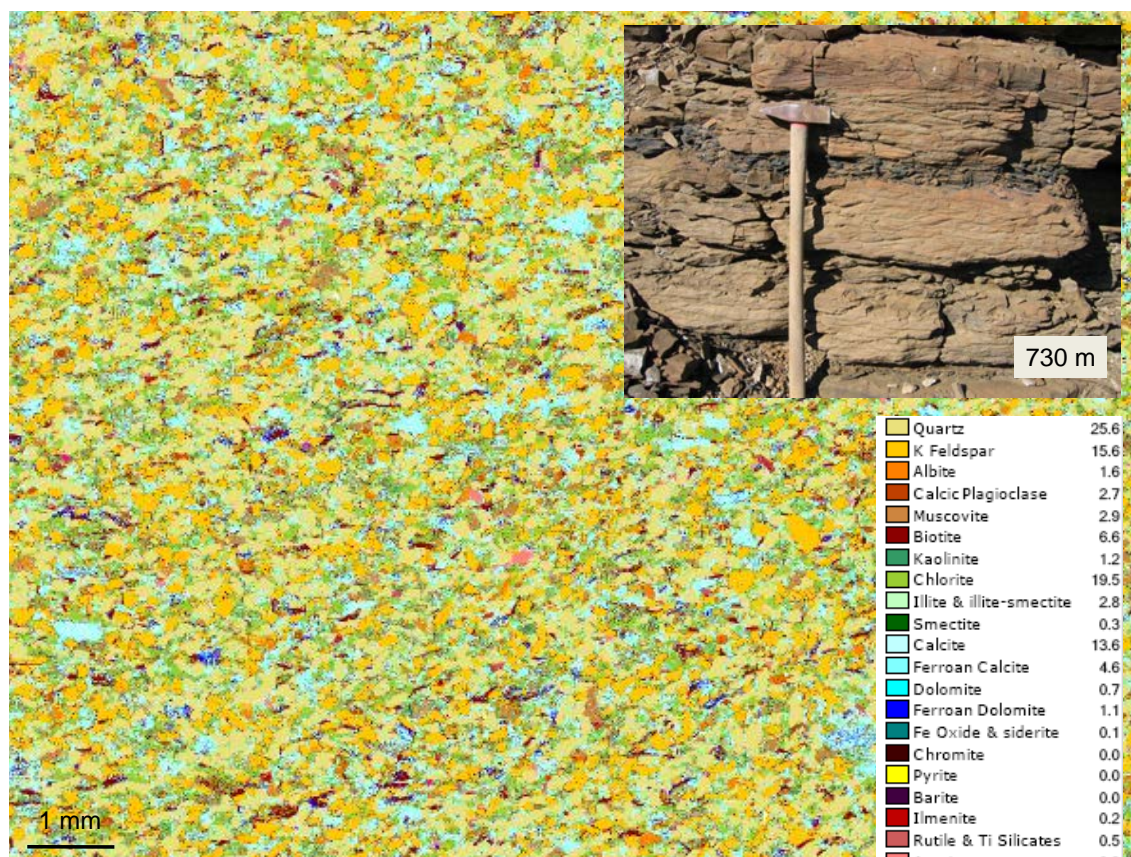 730 m
Quartz 25.6
K Feldspar 15.6
Albite 1.6
Calcic Plagioclase 2.7
Muscovite 2.9
Biotite 6.6
Kaolinite 1.2
Chlorite 19.5
Illite & illite-smectite 2.8
Smectite 0.3
Calcite 13.6
Ferroan Calcite 4.6
Dolomite 0.7
Ferroan Dolomite 1.1
Fe Oxide & siderite 0.1
Chromite 0.0
Pyrite 0.0
Barite 0.0
Ilmenite 0.2
Rutile & Ti Silicates 0.5
1 mm